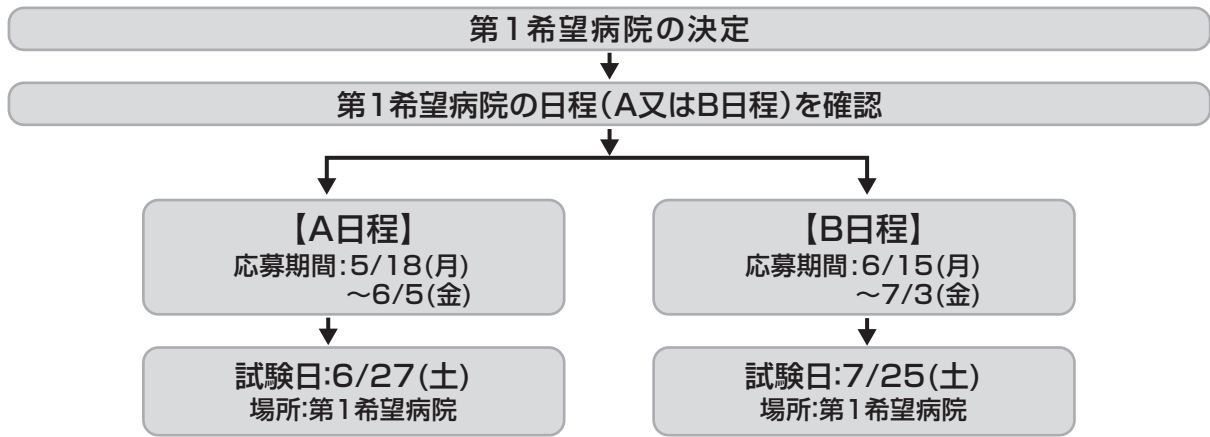 第1希望病院の決定
第1希望病院の日程(A又はB日程)を確認
【A日程】
応募期間:5/18(月)
～6/5(金)
【B日程】
応募期間:6/15(月)
～7/3(金)
試験日:6/27(土)
場所:第1希望病院
試験日:7/25(土)
場所:第1希望病院